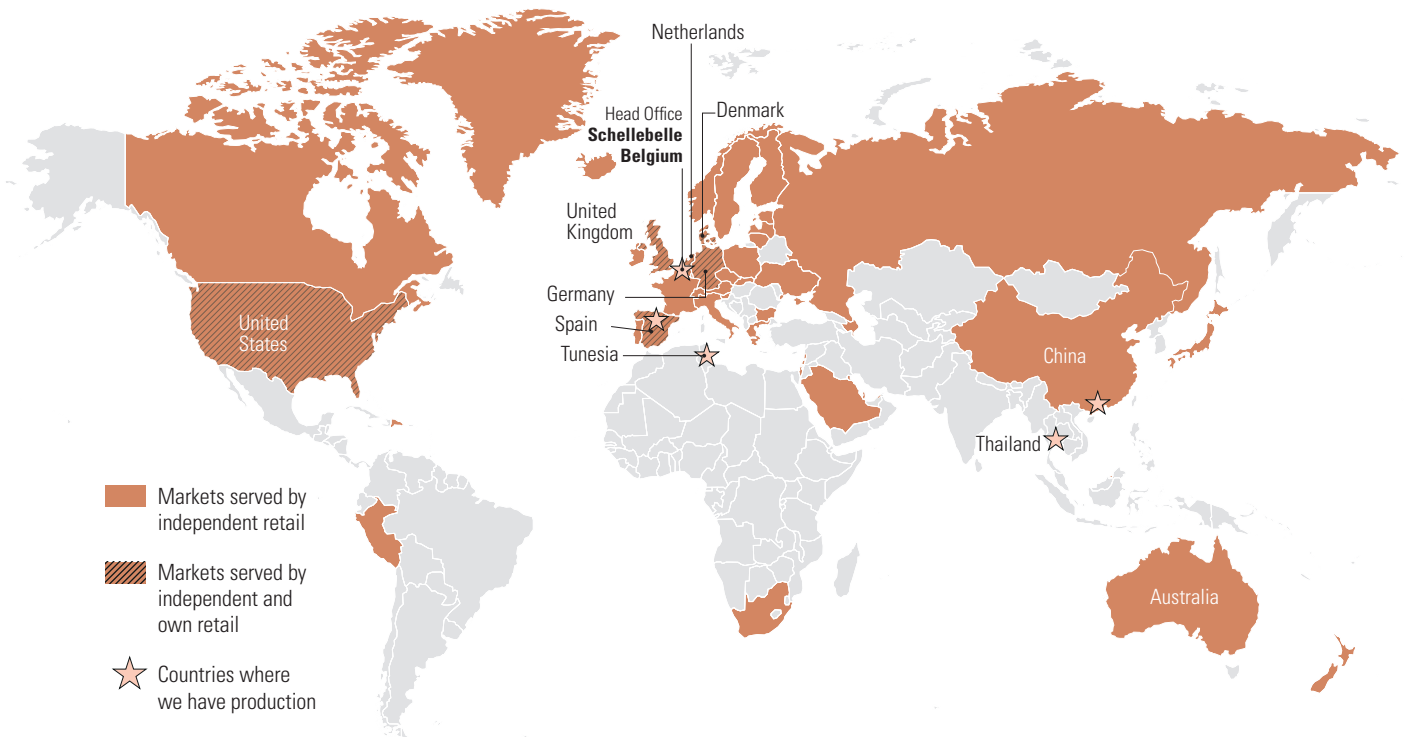 Netherlands
Head Office
Schellebelle
Belgium
Denmark
United
Kingdom
Germany
Spain
Tunesia
United
States
China
Thailand
Australia
Markets served by
independent retail
Markets served by
independent and
own retail
Countries where
we have production